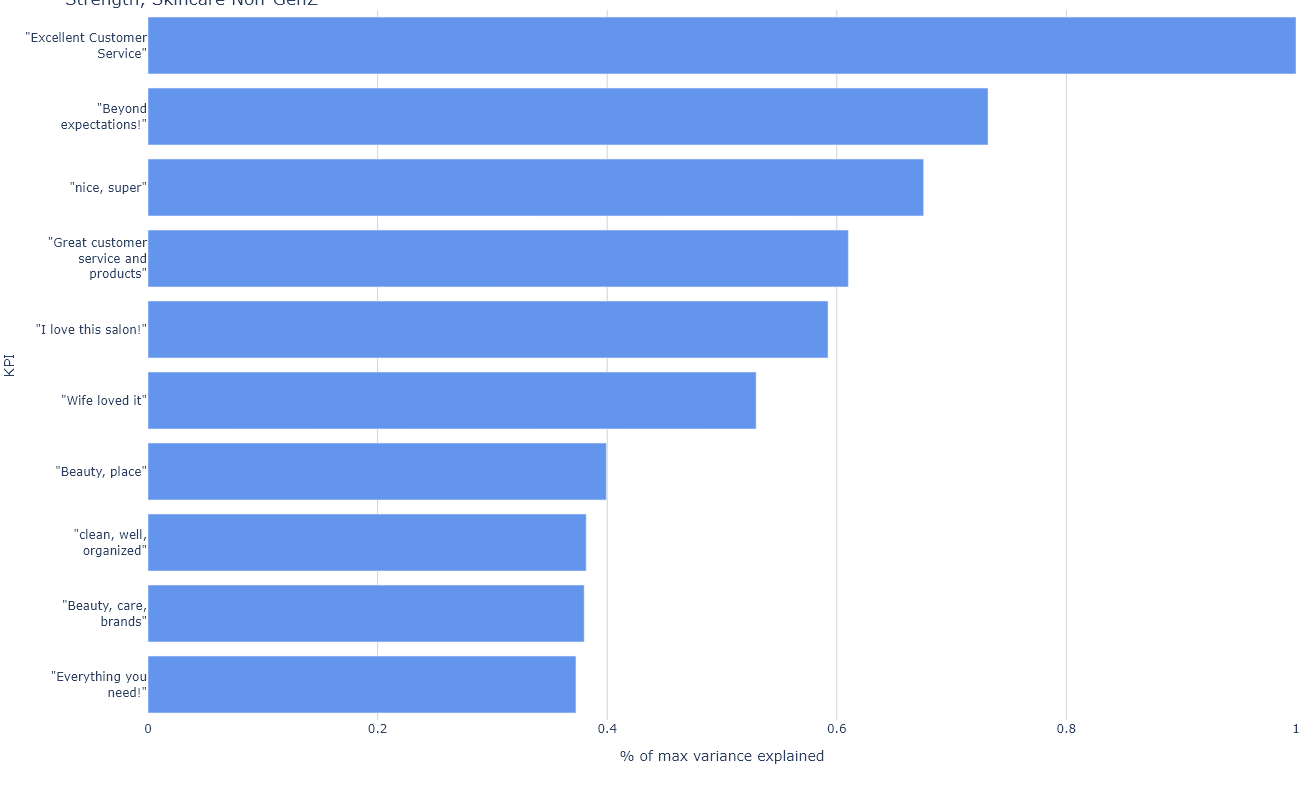 Strength, Skincare Non-GenZ
"Excellent Customer
Service"
"Beyond
expectations!"
"nice, super"
"Great customer
service and
products"
"I love this salon!"
"Wife loved it"
"Beauty, place"
"clean, well,
organized"
"Beauty, care,
brands"
"Everything you
need!"
KPI
0 0.2 0.4 0.6 0.8 1
% of max variance explained